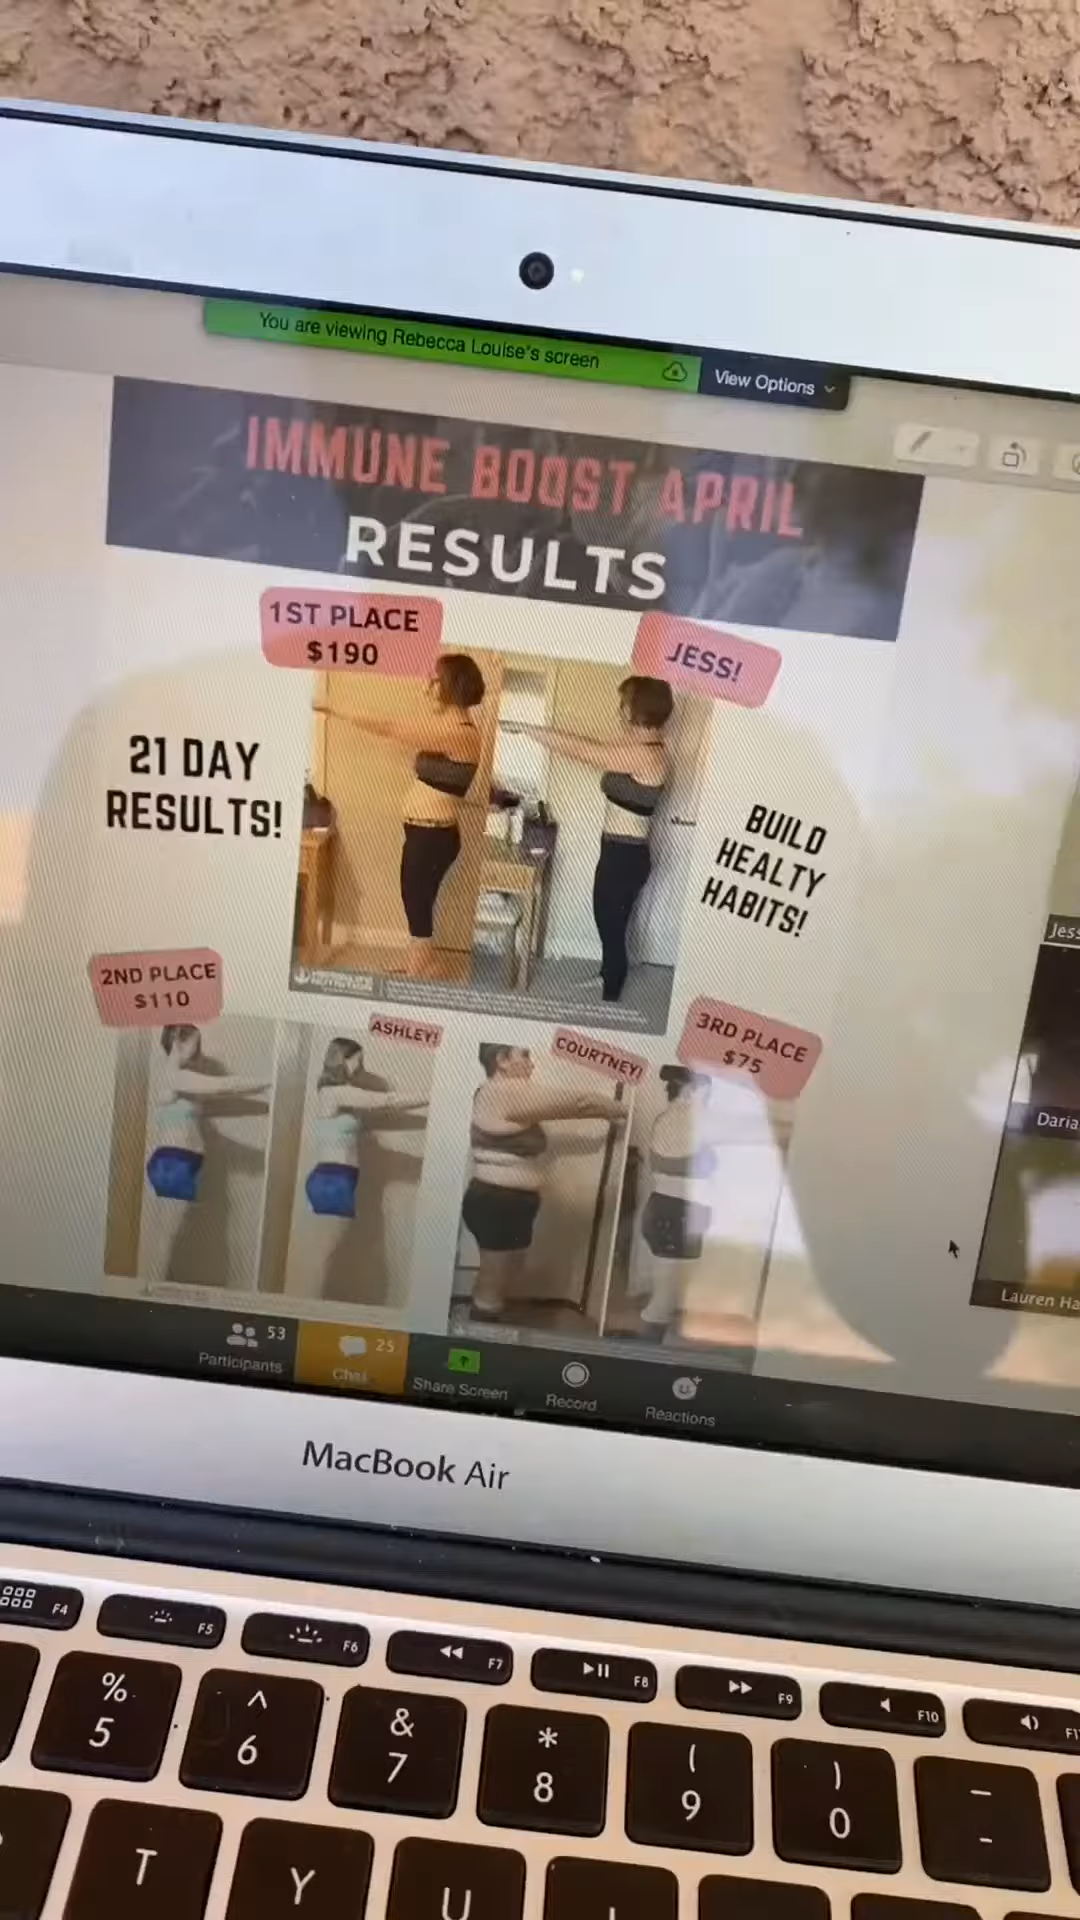 You are viewing Rebecca Louise's screen
View Options
IMMUNE BOOST APRIL
RESULTS
1ST PLACE
$190
JESS!
21 DAY
RESULTS!
BUILD
HEALTY
HABITS!
2ND PLACE
$110
ASHLEY!
COURTNEY!
3RD PLACE
$75
Jess
Daria
Lauren Ha
53
Participants
25
Chat
Share Screen
Record
Reactions
MacBook Air
F4
F5
F6
F7
F8
F9
F10
F1
%
5
^
6
&
7
*
8
(
9
)
0
–
-
T
Y
U
I